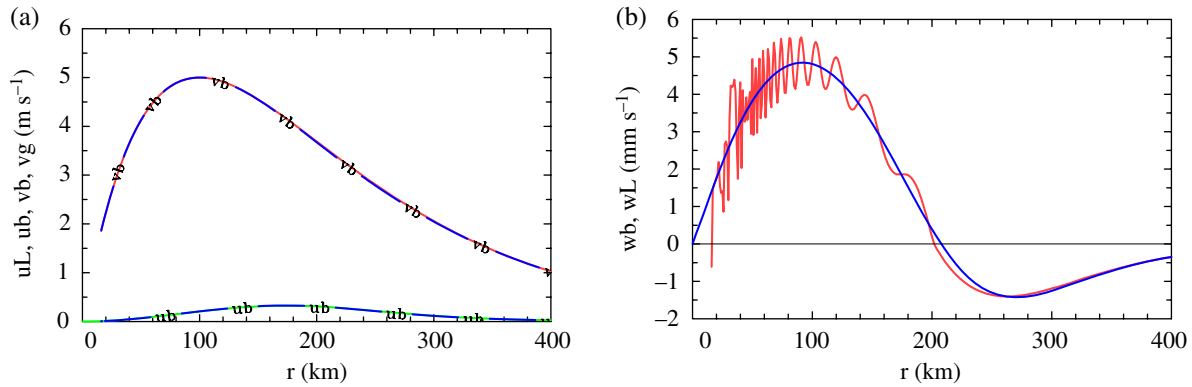 (a)
6
5
4
3
2
1
0
uL, ub, vb, vg (m s⁻¹)
vb
vb
vb
vb
vb
vb
vb
v
ub
ub
ub
ub
ub
ub
u
0 100 200 300 400
r (km)
(b)
6
5
4
3
2
1
0
−1
−2
wb, wL (mm s⁻¹)
0 100 200 300 400
r (km)